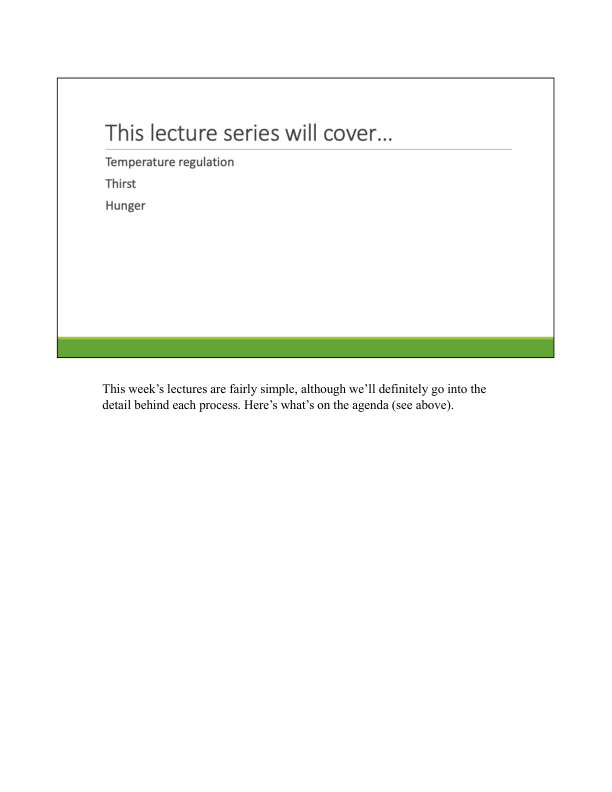 This lecture series will cover…
Temperature regulation
Thirst
Hunger
This week’s lectures are fairly simple, although we’ll definitely go into the
detail behind each process. Here’s what’s on the agenda (see above).